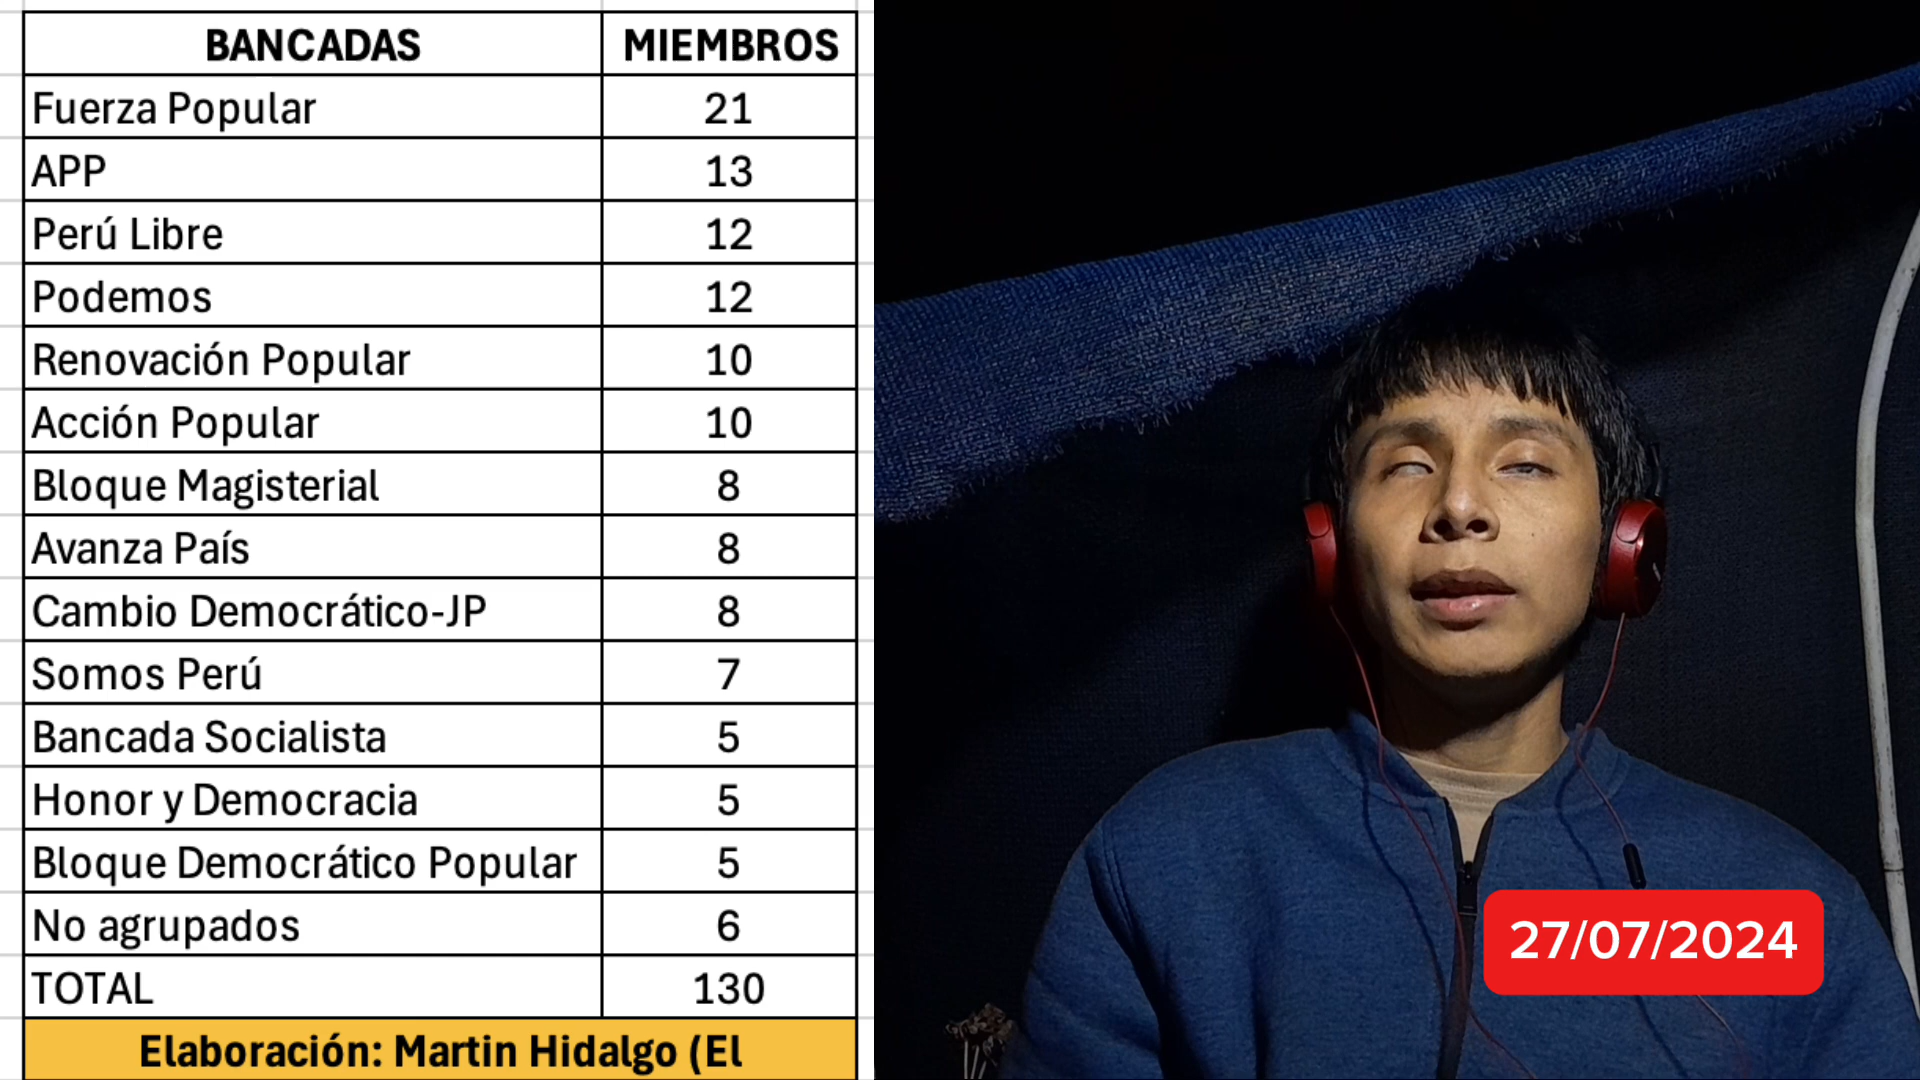 BANCADAS MIEMBROS
Fuerza Popular 21
APP 13
Perú Libre 12
Podemos 12
Renovación Popular 10
Acción Popular 10
Bloque Magisterial 8
Avanza País 8
Cambio Democrático-JP 8
Somos Perú 7
Bancada Socialista 5
Honor y Democracia 5
Bloque Democrático Popular 5
No agrupados 6
TOTAL 130
Elaboración: Martin Hidalgo (El
27/07/2024